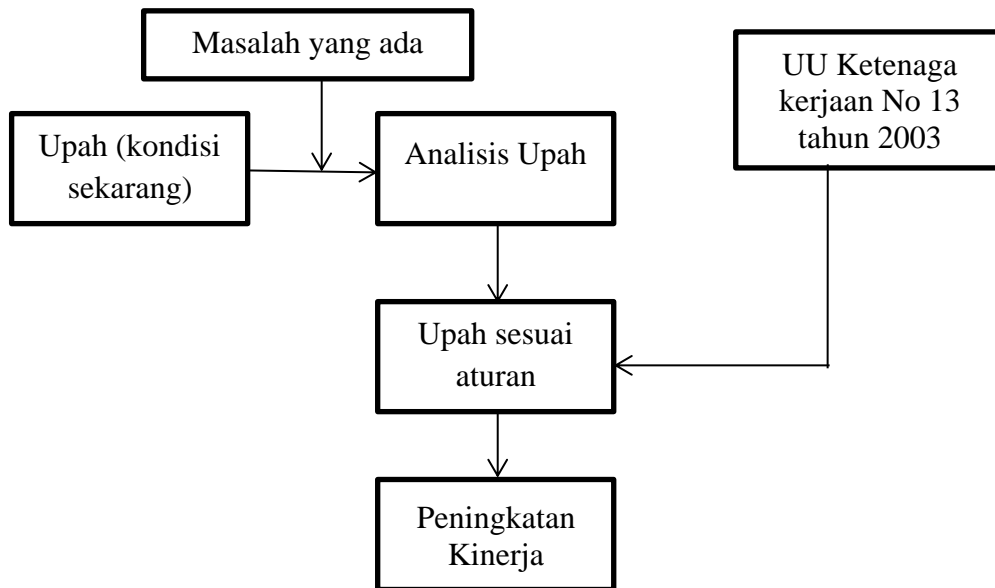 Masalah yang ada
UU Ketenaga
kerjaan No 13
tahun 2003
Upah (kondisi
sekarang)
Analisis Upah
Upah sesuai
aturan
Peningkatan
Kinerja